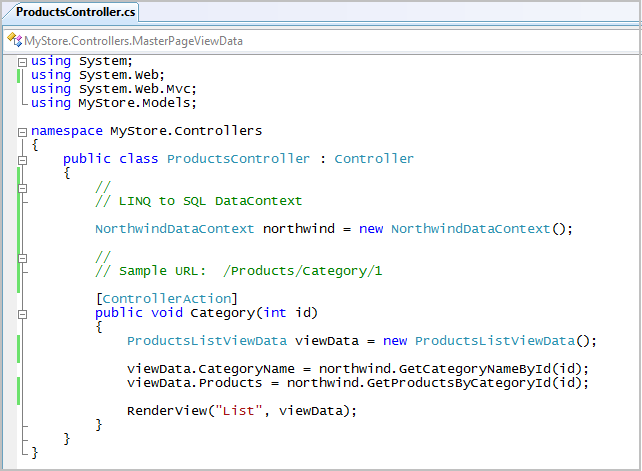 ProductsController.cs
MyStore.Controllers.MasterPageViewData
using System;
using System.Web;
using System.Web.Mvc;
using MyStore.Models;
namespace MyStore.Controllers
{
public class ProductsController : Controller
{
//
// LINQ to SQL DataContext
NorthwindDataContext northwind = new NorthwindDataContext();
//
// Sample URL:  /Products/Category/1
[ControllerAction]
public void Category(int id)
{
ProductsListViewData viewData = new ProductsListViewData();
viewData.CategoryName = northwind.GetCategoryNameById(id);
viewData.Products = northwind.GetProductsByCategoryId(id);
RenderView("List", viewData);
}
}
}